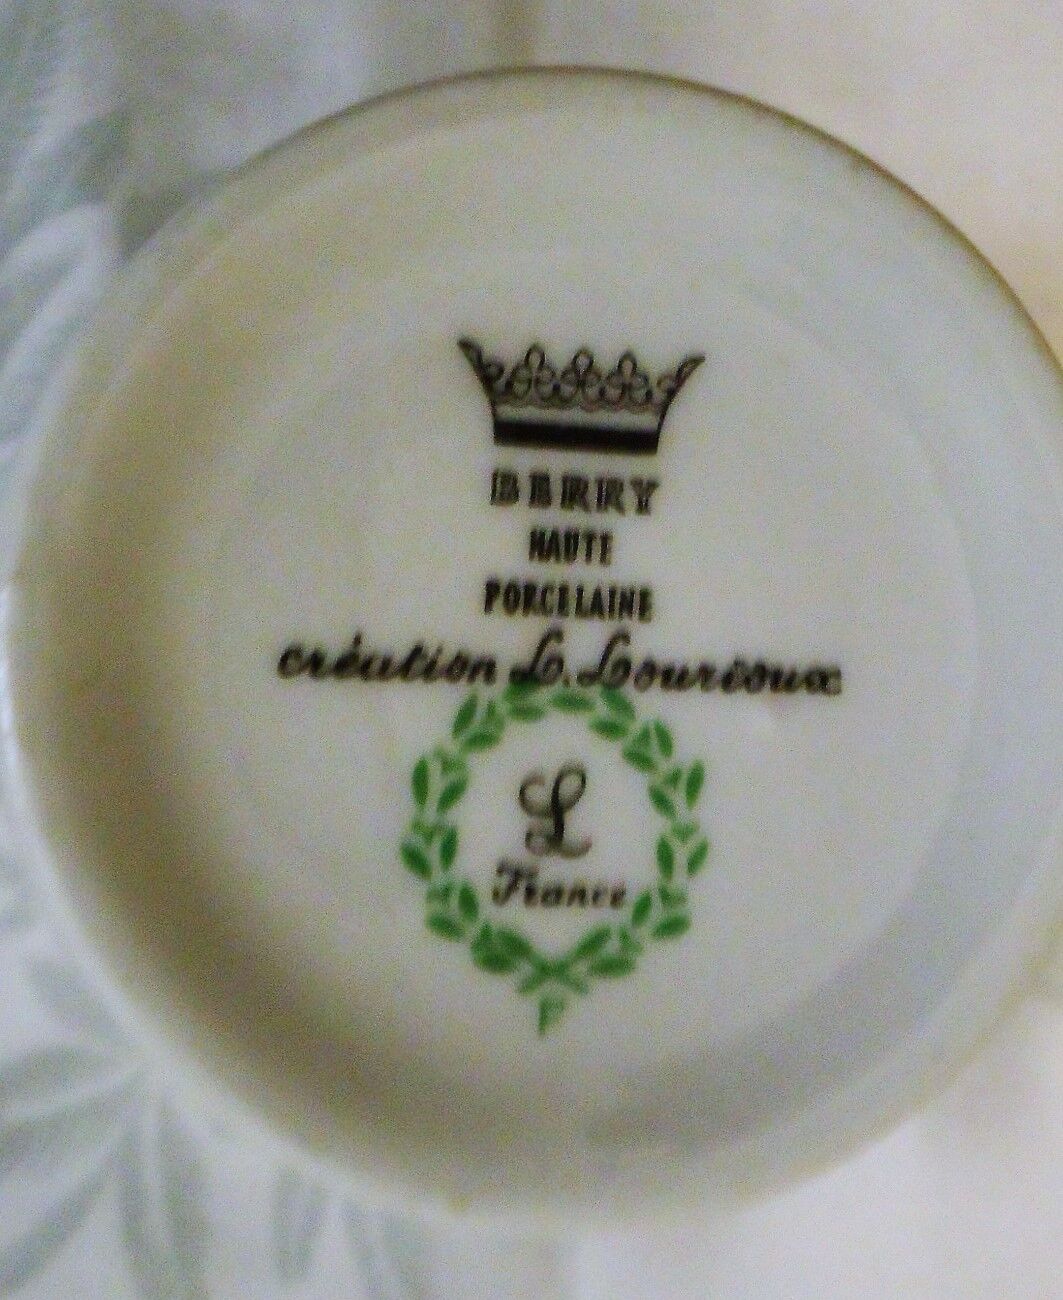 BERRY
HAUTE
PORCELAINE
création L. Lourioux
L
France